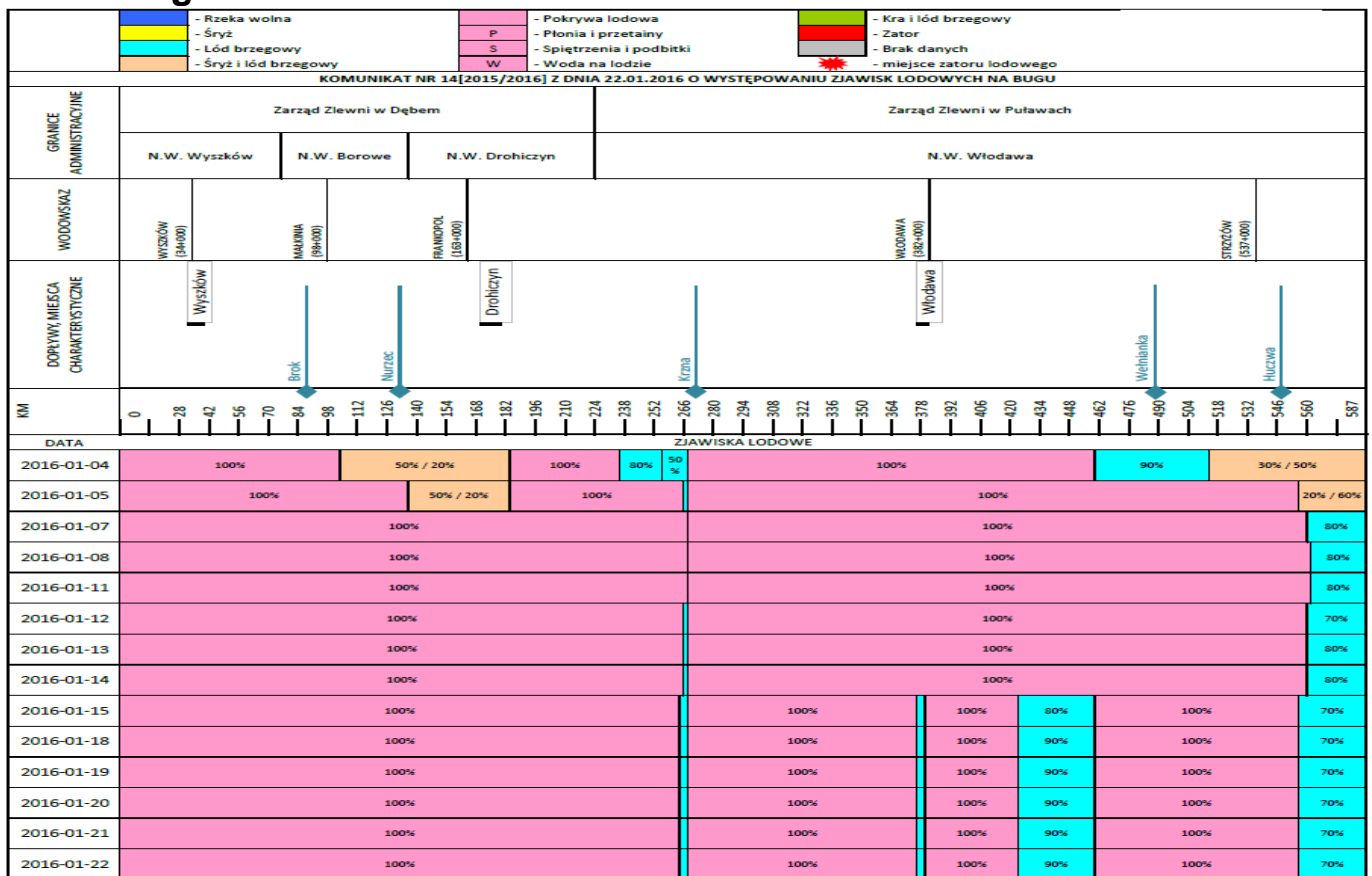 - Rzeka wolna - Pokrywa lodowa - Kra i lód brzegowy
- Śryż P - Płonia i przetainy - Zator
- Lód brzegowy S - Spiętrzenia i podbitki - Brak danych
- Śryż i lód brzegowy W - Woda na lodzie - miejsce zatoru lodowego
KOMUNIKAT NR 14[2015/2016] Z DNIA 22.01.2016 O WYSTĘPOWANIU ZJAWISK LODOWYCH NA BUGU
GRANICE ADMINISTRACYJNE
Zarząd Zlewni w Dębem Zarząd Zlewni w Puławach
N.W. Wyszków N.W. Borowe N.W. Drohiczyn N.W. Włodawa
WODOWSKAZ
WYSZKÓW (34+000) MAŁKINIA (98+000) FRANKOPOL (163+000) WŁODAWA (382+000) STRZYŻÓW (537+000)
DOPŁYWY, MIEJSCA CHARAKTERYSTYCZNE
Wyszków Drohiczyn Włodawa
Brok Nurzec Krzna Wełnianka Huczwa
KM 0 28 42 56 70 84 98 112 126 140 154 168 182 196 210 224 238 252 266 280 294 308 322 336 350 364 378 392 406 420 434 448 462 476 490 504 518 532 546 560 587
DATA ZJAWISKA LODOWE
2016-01-04 100% 50% / 20% 100% 80% 50 % 100% 90% 30% / 50%
2016-01-05 100% 50% / 20% 100% 100% 20% / 60%
2016-01-07 100% 100% 80%
2016-01-08 100% 100% 80%
2016-01-11 100% 100% 80%
2016-01-12 100% 100% 70%
2016-01-13 100% 100% 80%
2016-01-14 100% 100% 80%
2016-01-15 100% 100% 100% 80% 100% 70%
2016-01-18 100% 100% 100% 90% 100% 70%
2016-01-19 100% 100% 100% 90% 100% 70%
2016-01-20 100% 100% 100% 90% 100% 70%
2016-01-21 100% 100% 100% 90% 100% 70%
2016-01-22 100% 100% 100% 90% 100% 70%